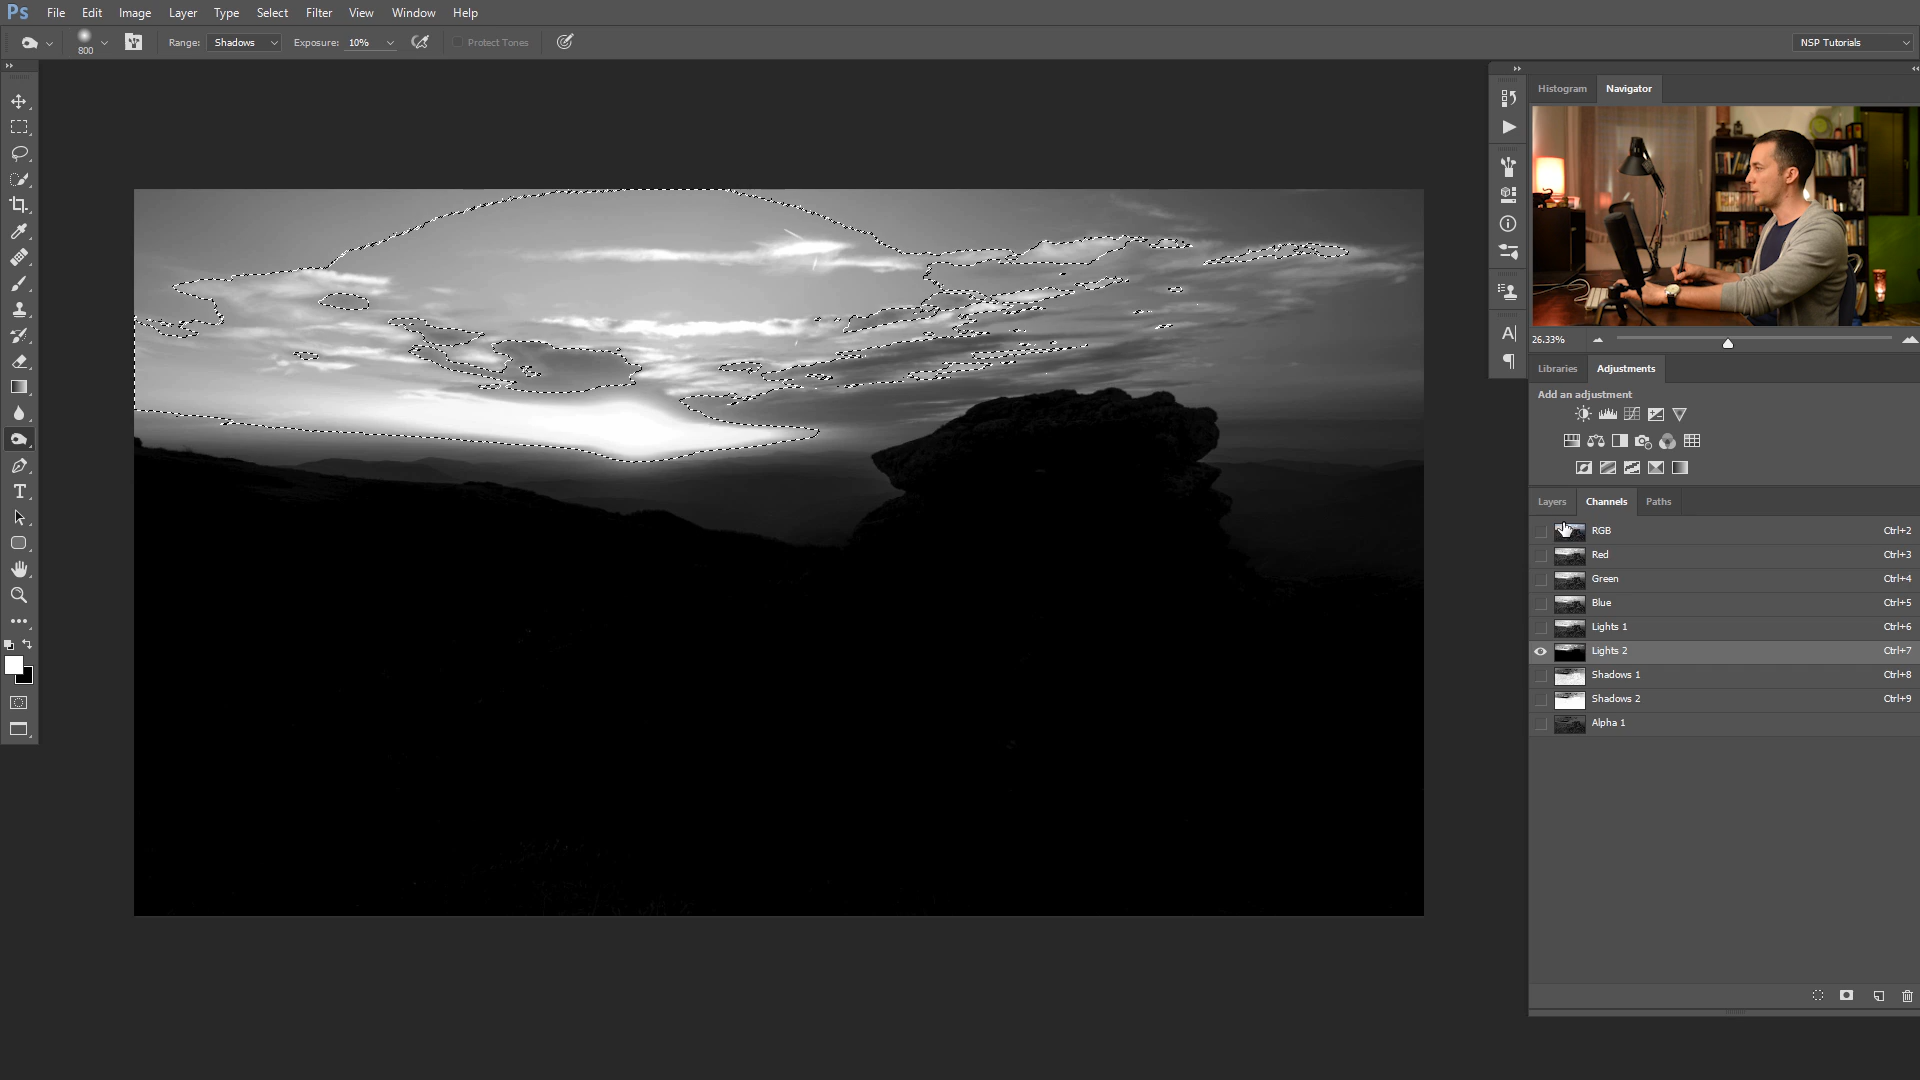 Ps File Edit Image Layer Type Select Filter View Window Help
800 Range: Shadows Exposure: 10% Protect Tones NSP Tutorials
Histogram Navigator
26.33%
Libraries Adjustments
Add an adjustment
Layers Channels Paths
RGB Ctrl+2
Red Ctrl+3
Green Ctrl+4
Blue Ctrl+5
Lights 1 Ctrl+6
Lights 2 Ctrl+7
Shadows 1 Ctrl+8
Shadows 2 Ctrl+9
Alpha 1